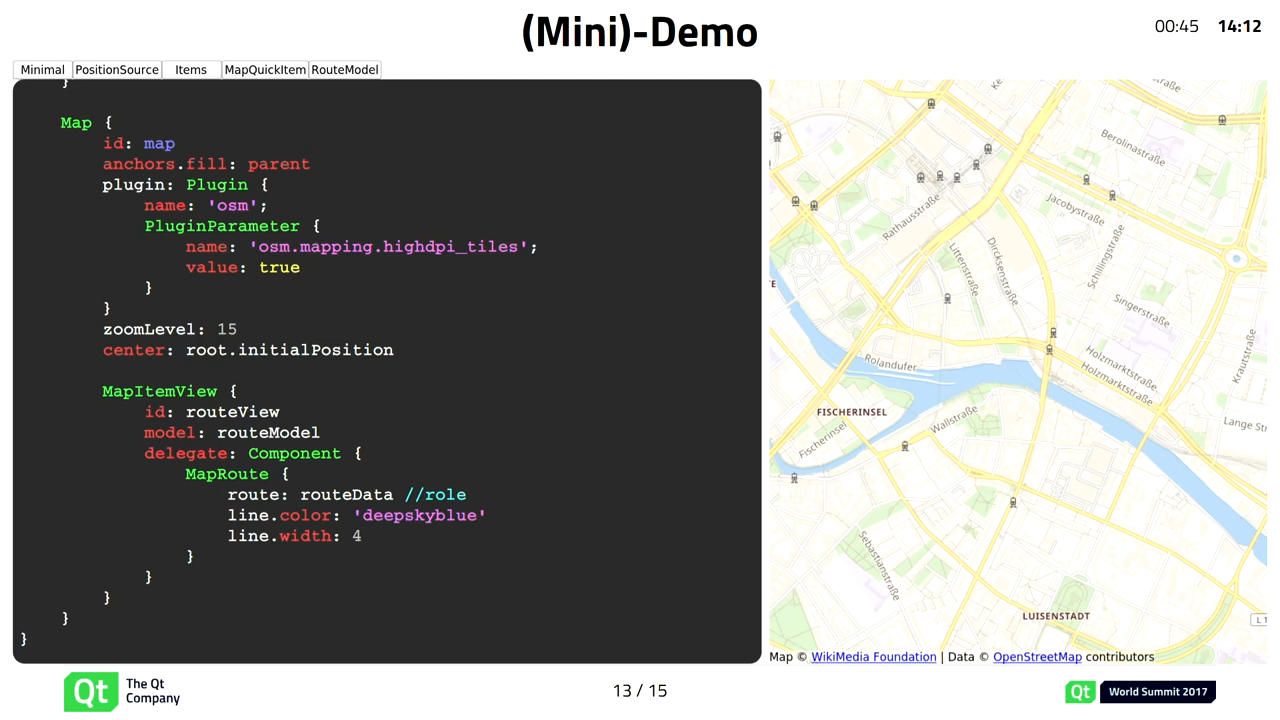 (Mini)-Demo
00:45 14:12
Minimal PositionSource Items MapQuickItem RouteModel
}
Map {
id: map
anchors.fill: parent
plugin: Plugin {
name: 'osm';
PluginParameter {
name: 'osm.mapping.highdpi_tiles';
value: true
}
}
zoomLevel: 15
center: root.initialPosition
MapItemView {
id: routeView
model: routeModel
delegate: Component {
MapRoute {
route: routeData //role
line.color: 'deepskyblue'
line.width: 4
}
}
}
}
}
Berolinastraße
Rathausstraße
Jacobystraße
Littenstraße
Dircksenstraße
Schillingstraße
Singerstraße
Krautstraße
Holzmarktstraße
Holzmarktstraße
Rolandufer
FISCHERINSEL
Fischerinsel
Wallstraße
Lange Str
Sebastianstraße
LUISENSTADT
L 1
Map © WikiMedia Foundation | Data © OpenStreetMap contributors
Qt The Qt
Company
13 / 15
Qt World Summit 2017